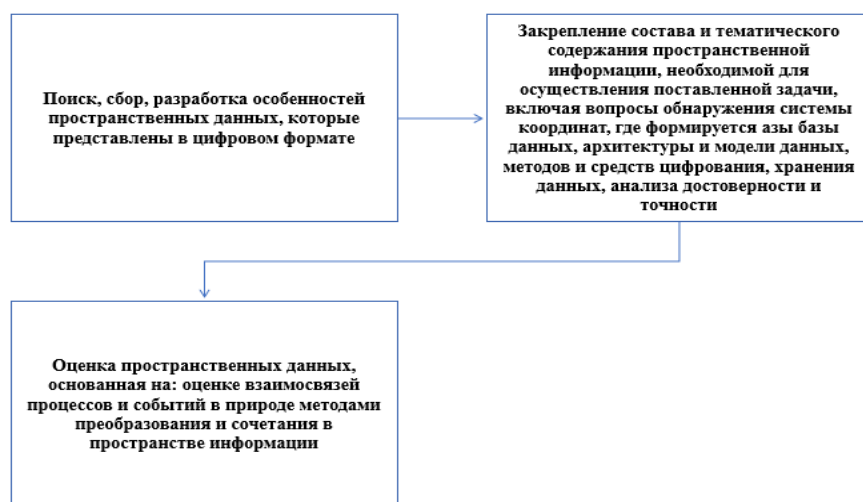 Поиск, сбор, разработка особенностей
пространственных данных, которые
представлены в цифровом формате
Закрепление состава и тематического
содержания пространственной
информации, необходимой для
осуществления поставленной задачи,
включая вопросы обнаружения системы
координат, где формируется азы базы
данных, архитектуры и модели данных,
методов и средств цифрования, хранения
данных, анализа достоверности и
точности
Оценка пространственных данных,
основанная на: оценке взаимосвязей
процессов и событий в природе методами
преобразования и сочетания в
пространстве информации